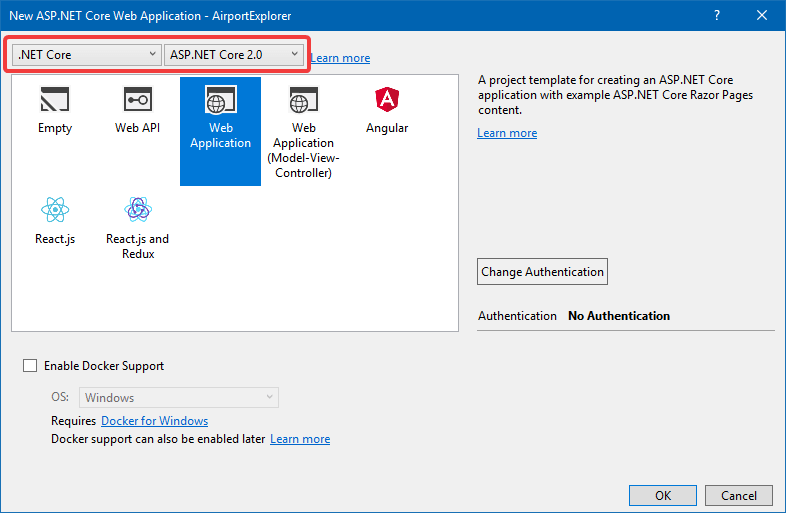 New ASP.NET Core Web Application - AirportExplorer
?
.NET Core
ASP.NET Core 2.0
Learn more
Empty
Web API
Web
Application
Web
Application
(Model-View-
Controller)
Angular
React.js
React.js and
Redux
A project template for creating an ASP.NET Core
application with example ASP.NET Core Razor Pages
content.
Learn more
Change Authentication
Authentication No Authentication
Enable Docker Support
OS: Windows
Requires Docker for Windows
Docker support can also be enabled later Learn more
OK
Cancel